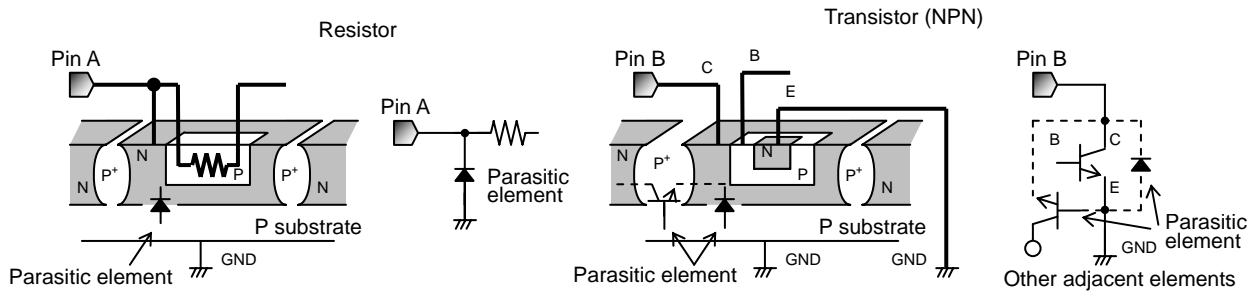 Resistor
Transistor (NPN)
Pin A
Pin B
C
B
E
Pin B
Pin A
N
P+
N
P
P+
N
Parasitic
element
P substrate
GND
Parasitic element
N
P+
N
P
P+
N
P substrate
GND
GND
Parasitic element
B
C
E
Parasitic
element
GND
Other adjacent elements